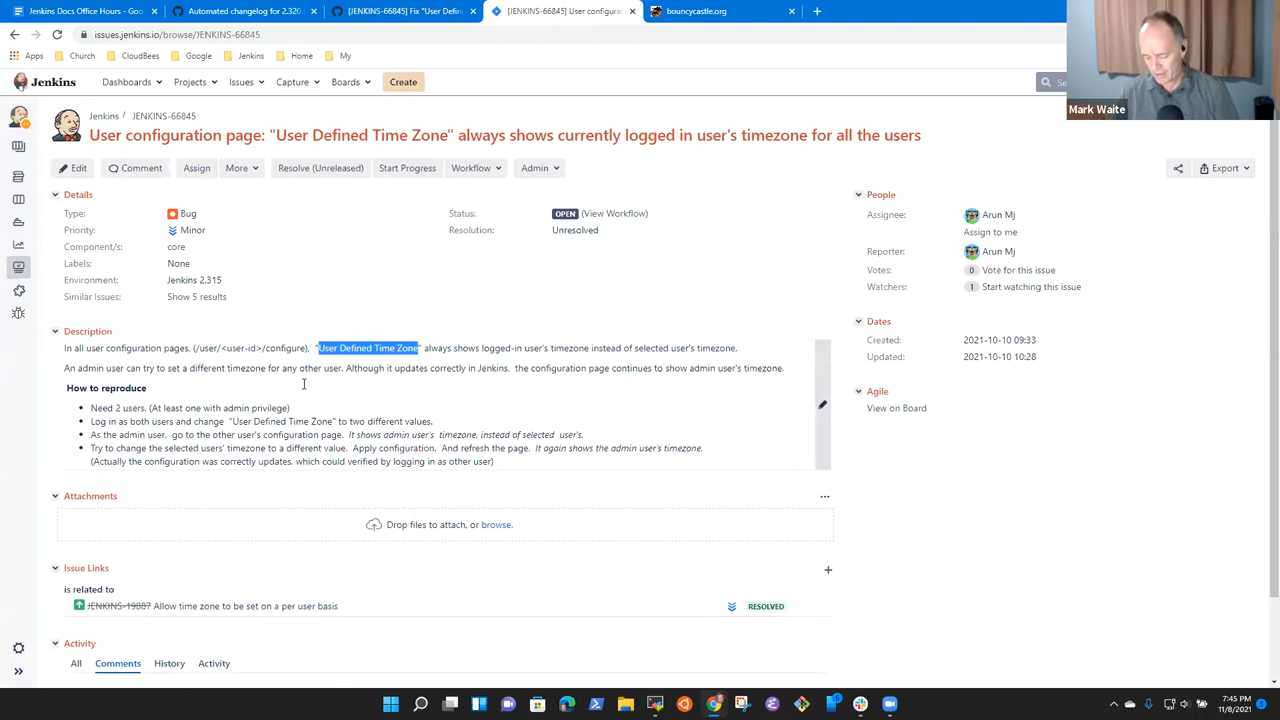 Jenkins Docs Office Hours - Goo
Automated changelog for 2.320
[JENKINS-66845] Fix "User Defin
[JENKINS-66845] User configurat
bouncycastle.org
issues.jenkins.io/browse/JENKINS-66845
Apps
Church
CloudBees
Google
Jenkins
Home
My
Jenkins
Dashboards
Projects
Issues
Capture
Boards
Create
Mark Waite
Jenkins / JENKINS-66845
User configuration page: "User Defined Time Zone" always shows currently logged in user's timezone for all the users
Edit
Comment
Assign
More
Resolve (Unreleased)
Start Progress
Workflow
Admin
Export
Details
Type: Bug
Status: OPEN (View Workflow)
Priority: Minor
Resolution: Unresolved
Component/s: core
Labels: None
Environment: Jenkins 2.315
Similar Issues: Show 5 results
People
Assignee: Arun Mj
Assign to me
Reporter: Arun Mj
Votes: 0 Vote for this issue
Watchers: 1 Start watching this issue
Description
In all user configuration pages, (/user/<user-id>/configure), "User Defined Time Zone" always shows logged-in user's timezone instead of selected user's timezone.
An admin user can try to set a different timezone for any other user. Although it updates correctly in Jenkins, the configuration page continues to show admin user's timezone.
How to reproduce
Need 2 users. (At least one with admin privilege)
Log in as both users and change "User Defined Time Zone" to two different values.
As the admin user, go to the other user's configuration page. It shows admin user's timezone, instead of selected user's.
Try to change the selected users' timezone to a different value. Apply configuration. And refresh the page. It again shows the admin user's timezone.
(Actually the configuration was correctly updates, which could verified by logging in as other user)
Dates
Created: 2021-10-10 09:33
Updated: 2021-10-10 10:28
Agile
View on Board
Attachments
Drop files to attach, or browse.
Issue Links
is related to
JENKINS-19887 Allow time zone to be set on a per user basis
RESOLVED
Activity
All
Comments
History
Activity
7:45 PM
11/8/2021